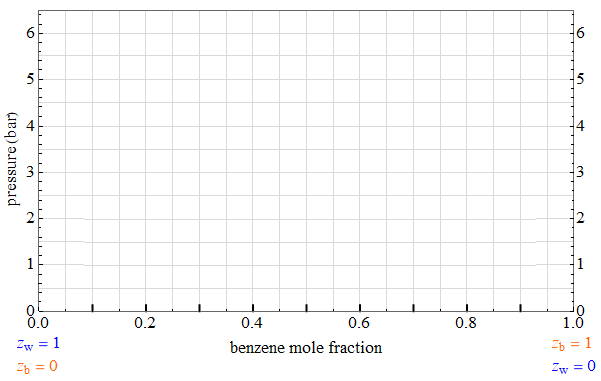 6 6
5 5
4 4
3 3
2 2
1 1
0 0
pressure (bar)
0.0 0.2 0.4 0.6 0.8 1.0
z_w = 1 benzene mole fraction z_b = 1
z_b = 0 z_w = 0